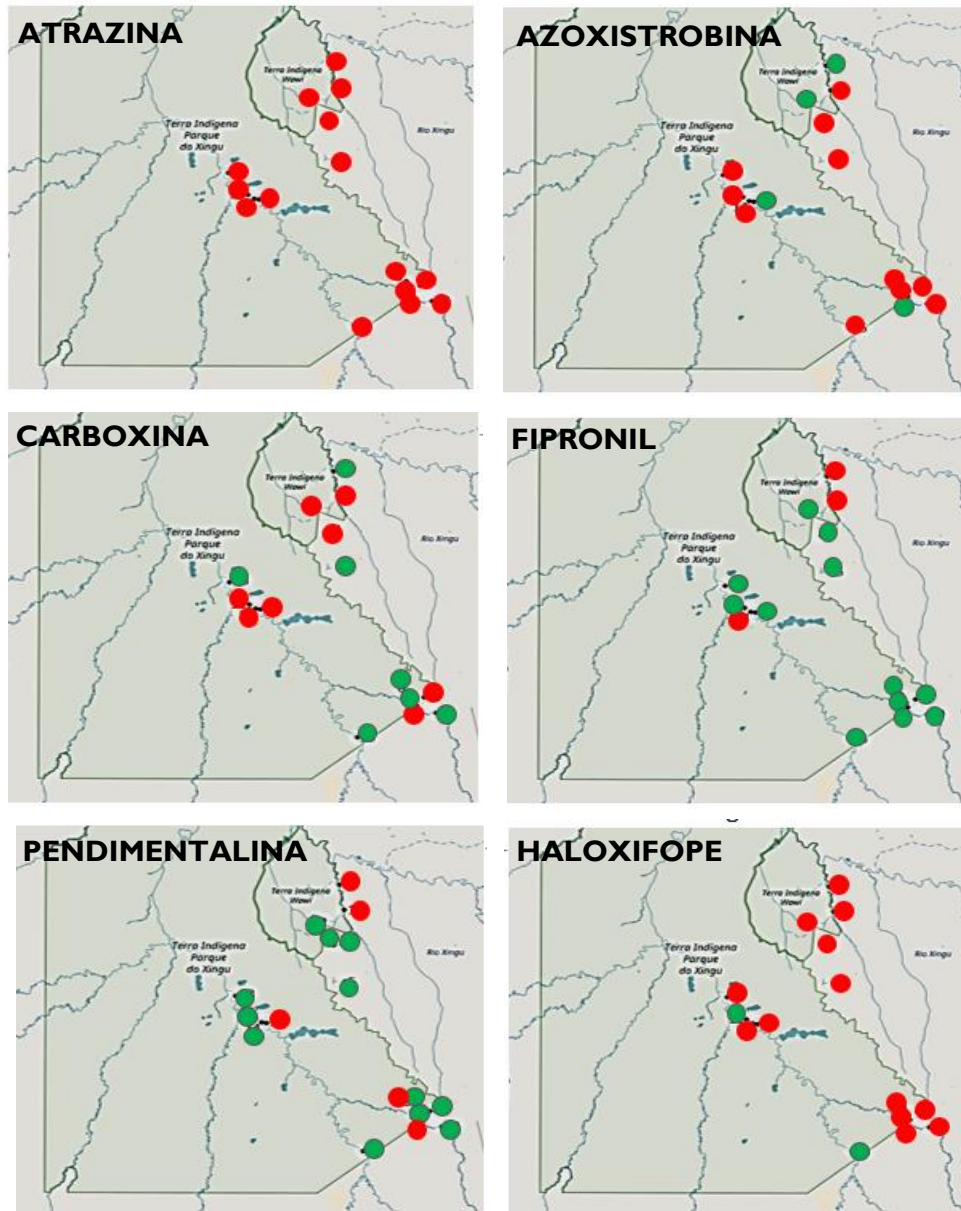 ATRAZINA
Terra Indígena
Wawi
Terra Indígena
Parque
do Xingu
Rio Xingu
AZOXISTROBINA
Terra Indígena
Wawi
Terra Indígena
Parque
do Xingu
Rio Xingu
CARBOXINA
Terra Indígena
Wawi
Terra Indígena
Parque
do Xingu
Rio Xingu
FIPRONIL
Terra Indígena
Wawi
Terra Indígena
Parque
do Xingu
Rio Xingu
PENDIMENTALINA
Terra Indígena
Wawi
Terra Indígena
Parque
do Xingu
Rio Xingu
HALOXIFOPE
Terra Indígena
Wawi
Terra Indígena
Parque
do Xingu
Rio Xingu